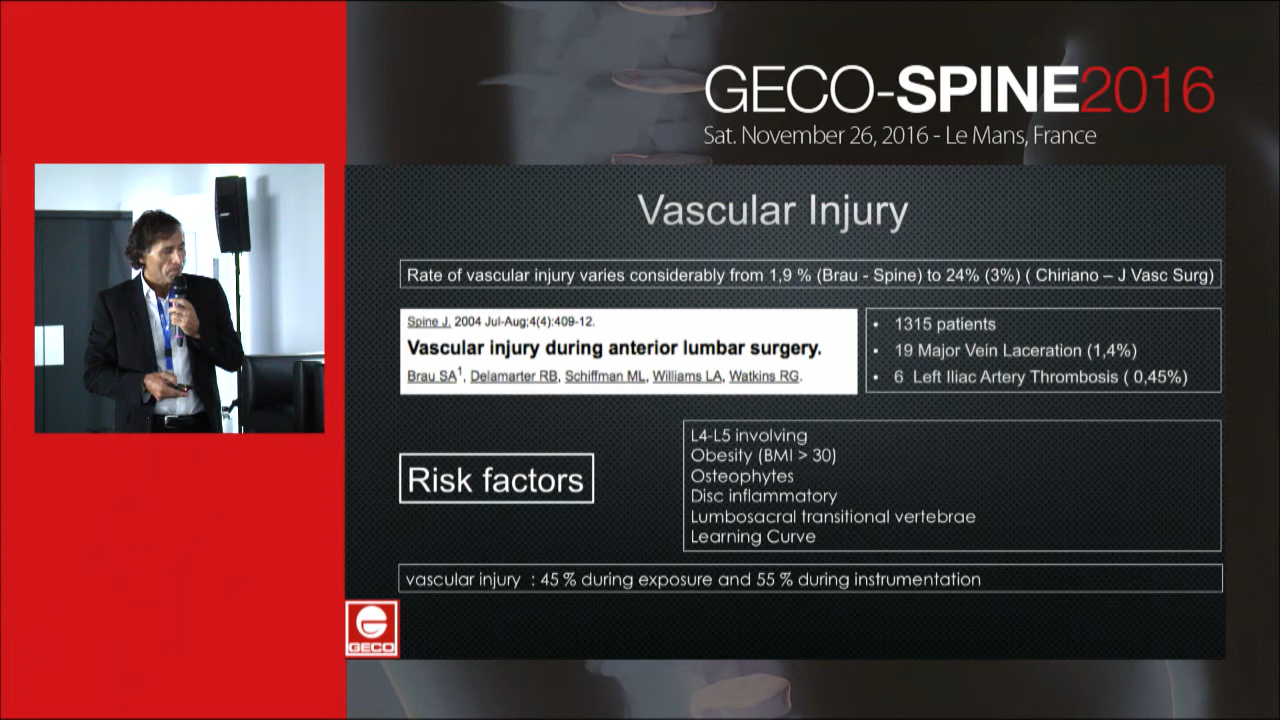 GECO-SPINE2016
Sat. November 26, 2016 - Le Mans, France
Vascular Injury
Rate of vascular injury varies considerably from 1,9 % (Brau - Spine) to 24% (3%) ( Chiriano – J Vasc Surg)
Spine J. 2004 Jul-Aug;4(4):409-12.
Vascular injury during anterior lumbar surgery.
Brau SA1, Delamarter RB, Schiffman ML, Williams LA, Watkins RG.
• 1315 patients
• 19 Major Vein Laceration (1,4%)
• 6 Left Iliac Artery Thrombosis ( 0,45%)
Risk factors
L4-L5 involving
Obesity (BMI > 30)
Osteophytes
Disc inflammatory
Lumbosacral transitional vertebrae
Learning Curve
vascular injury : 45 % during exposure and 55 % during instrumentation
GECO